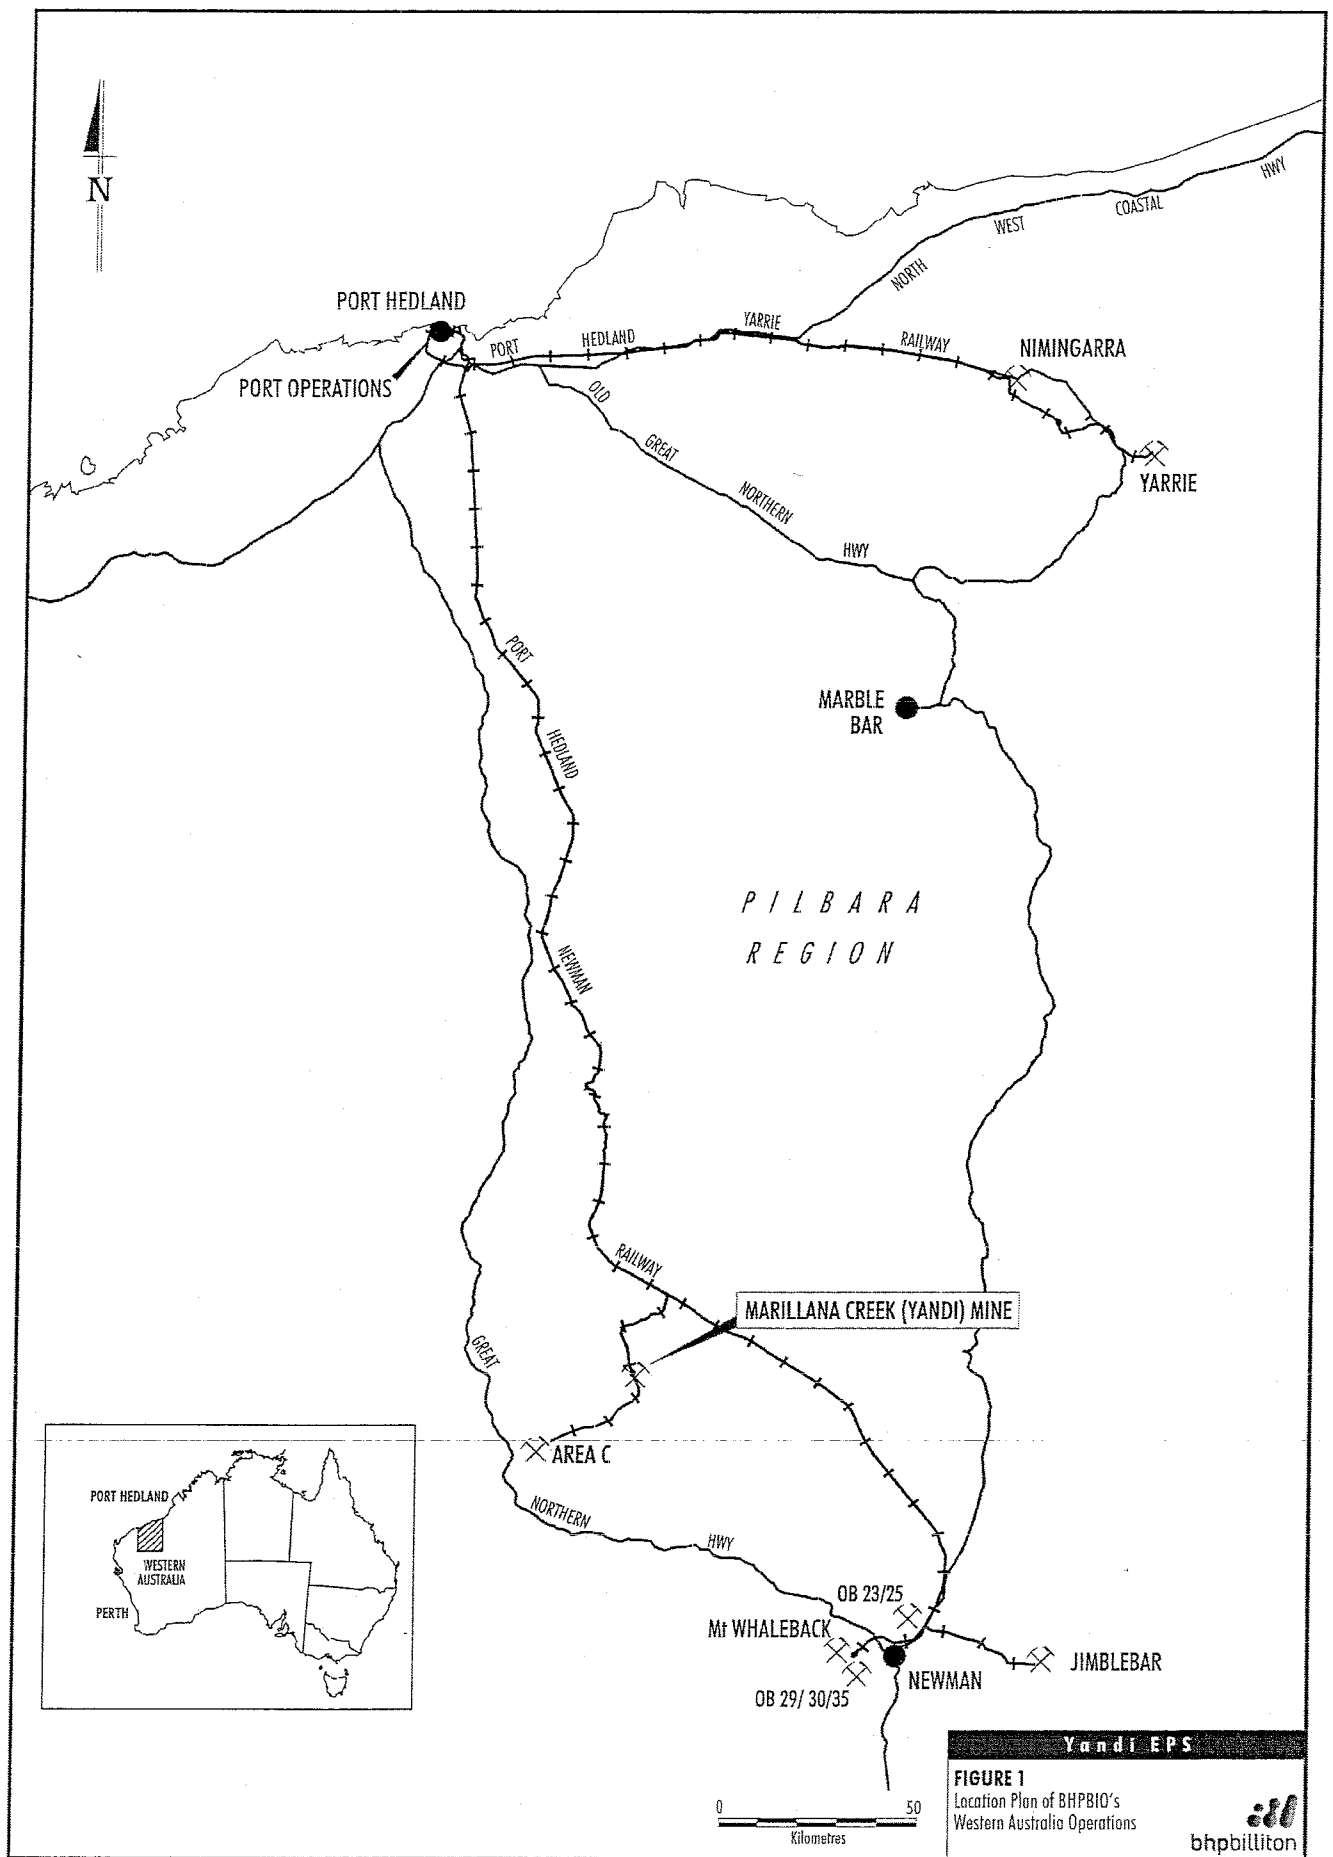 N
HWY
COASTAL
WEST
NORTH
PORT HEDLAND
PORT OPERATIONS
PORT
HEDLAND
YARRIE
RAILWAY
NIMINGARRA
YARRIE
OLD
GREAT
NORTHERN
HWY
PORT
HEDLAND
NEWMAN
RAILWAY
MARBLE
BAR
PILBARA
REGION
MARILLANA CREEK (YANDI) MINE
GREAT
AREA C
NORTHERN
HWY
PORT HEDLAND
WESTERN
AUSTRALIA
PERTH
OB 23/25
Mt WHALEBACK
JIMBLEBAR
NEWMAN
OB 29/ 30/35
Yandi EPS
FIGURE 1
Location Plan of BHPBIO's
Western Australia Operations
bhpbilliton
0 50
Kilometres